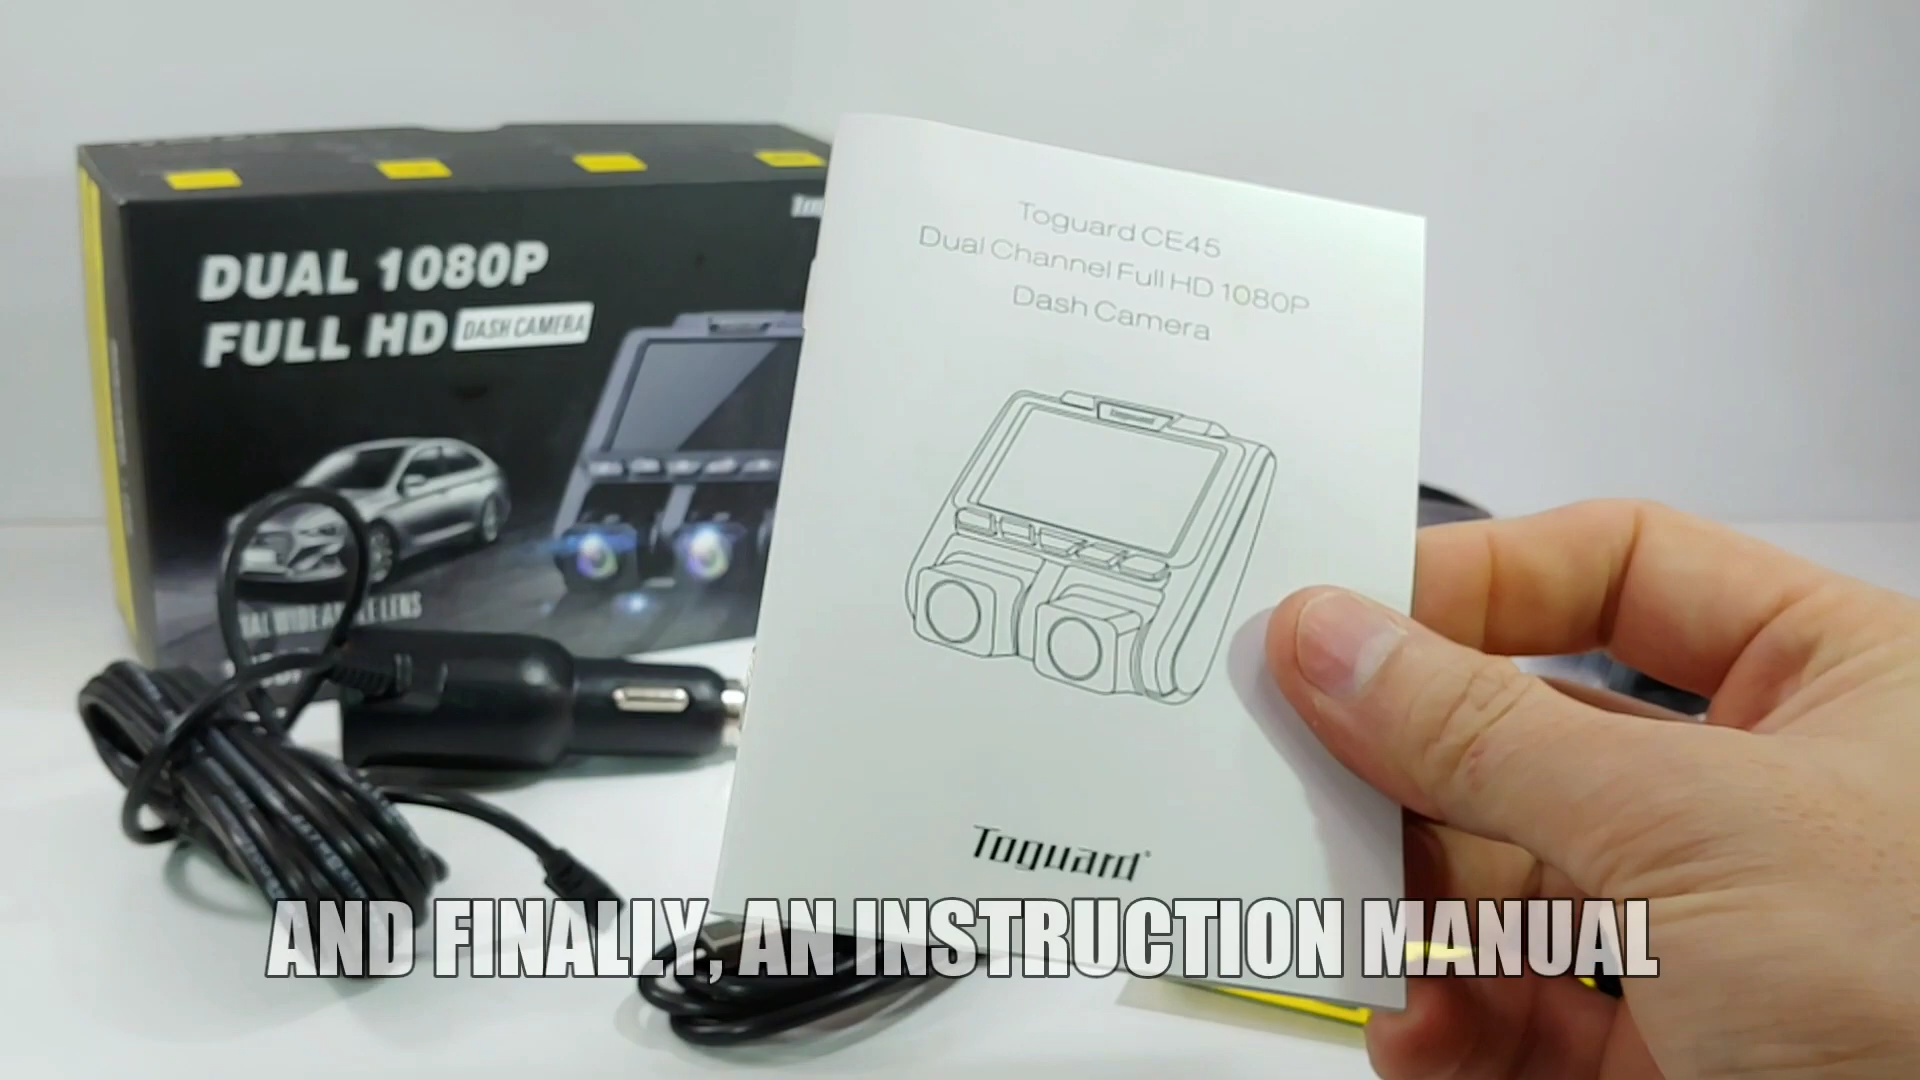 DUAL 1080P
FULL HD DASH CAMERA
Toguard CE45
Dual Channel Full HD 1080P
Dash Camera
Toguard
AND FINALLY, AN INSTRUCTION MANUAL